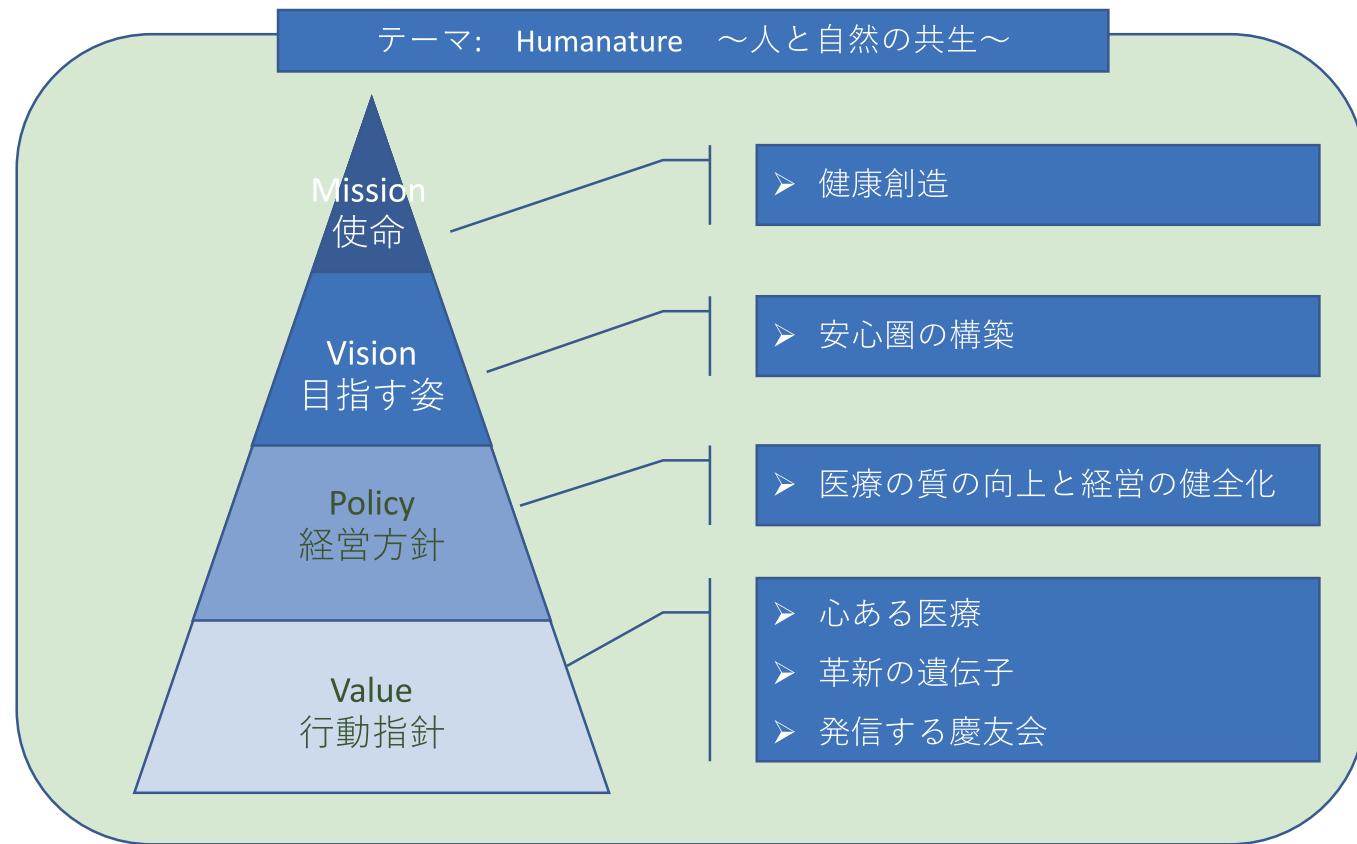 テーマ: Humanature ～人と自然の共生～
Mission
使命
➢ 健康創造
Vision
目指す姿
➢ 安心圏の構築
Policy
経営方針
➢ 医療の質の向上と経営の健全化
Value
行動指針
➢ 心ある医療
➢ 革新の遺伝子
➢ 発信する慶友会